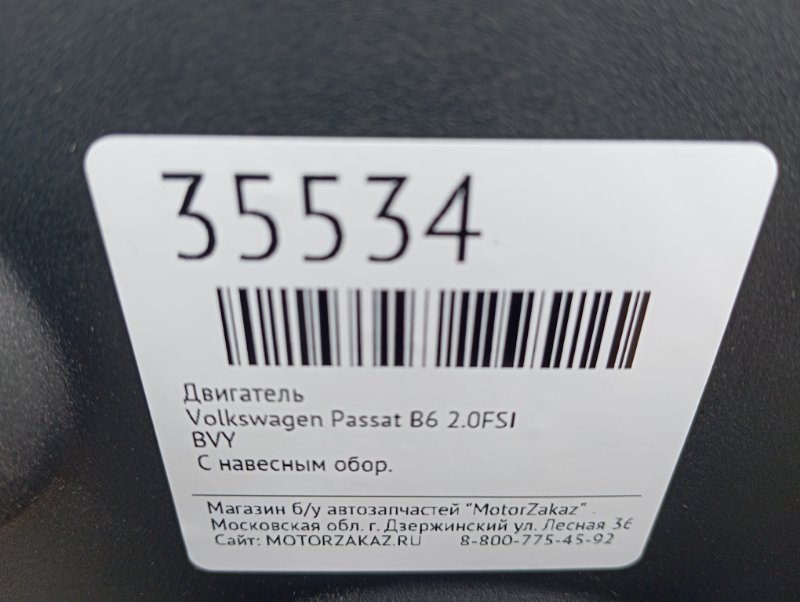 35534
Двигатель
Volkswagen Passat B6 2.0FSI
BVY
С навесным обор.
Магазин б/у автозапчастей "MotorZakaz"
Московская обл. г. Дзержинский ул. Лесная 36
Сайт: MOTORZAKAZ.RU 8-800-775-45-92